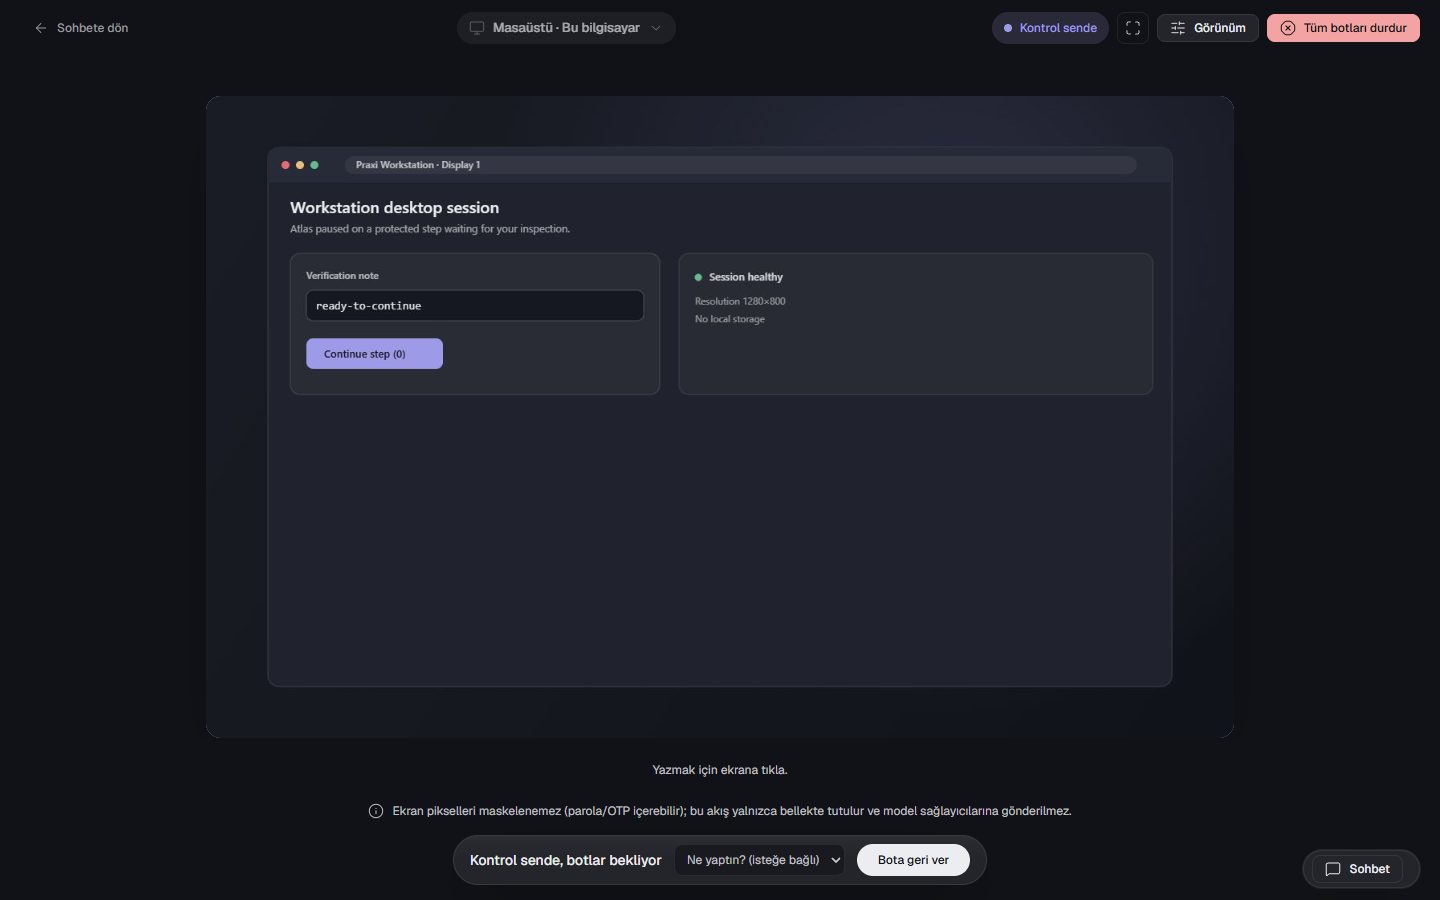 Sohbete dön
Masaüstü · Bu bilgisayar
Kontrol sende
Görünüm
Tüm botları durdur
Praxi Workstation · Display 1
Workstation desktop session
Atlas paused on a protected step waiting for your inspection.
Verification note
ready-to-continue
Continue step (0)
Session healthy
Resolution 1280×800
No local storage
Yazmak için ekrana tıkla.
Ekran pikselleri maskelenemez (parola/OTP içerebilir); bu akış yalnızca bellekte tutulur ve model sağlayıcılarına gönderilmez.
Kontrol sende, botlar bekliyor
Ne yaptın? (isteğe bağlı)
Bota geri ver
Sohbet